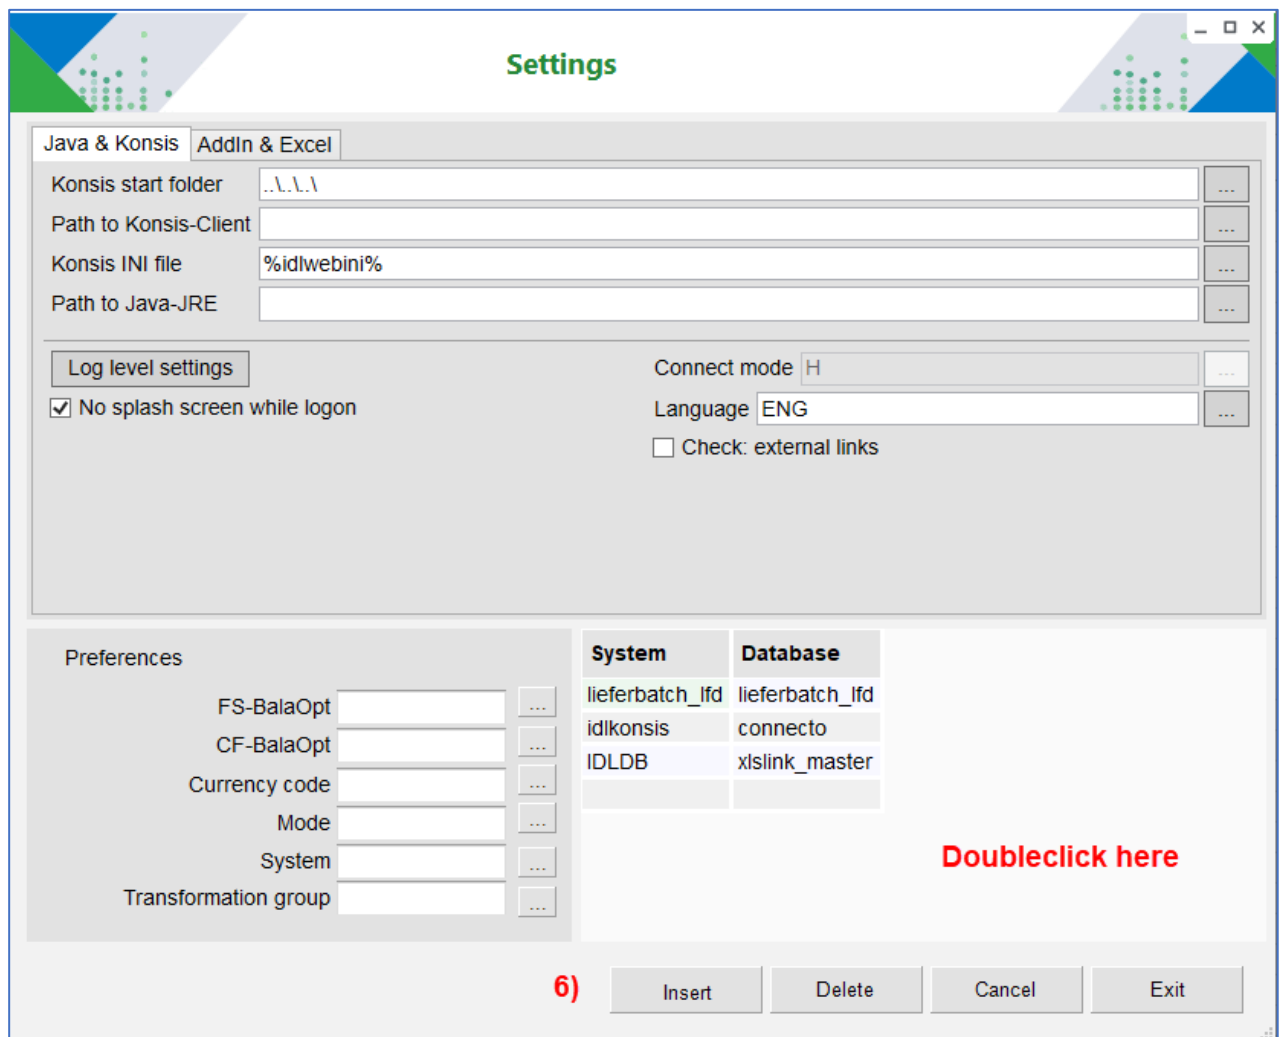 Settings
Java & Konsis AddIn & Excel
Konsis start folder ..\..\..\ ...
Path to Konsis-Client ...
Konsis INI file %idlwebini% ...
Path to Java-JRE ...
Log level settings Connect mode H ...
No splash screen while logon Language ENG ...
Check: external links
Preferences
FS-BalaOpt ...
CF-BalaOpt ...
Currency code ...
Mode ...
System ...
Transformation group ...
System Database
lieferbatch_lfd lieferbatch_lfd
idlkonsis connecto
IDLDB xlslink_master
Doubleclick here
6) Insert Delete Cancel Exit